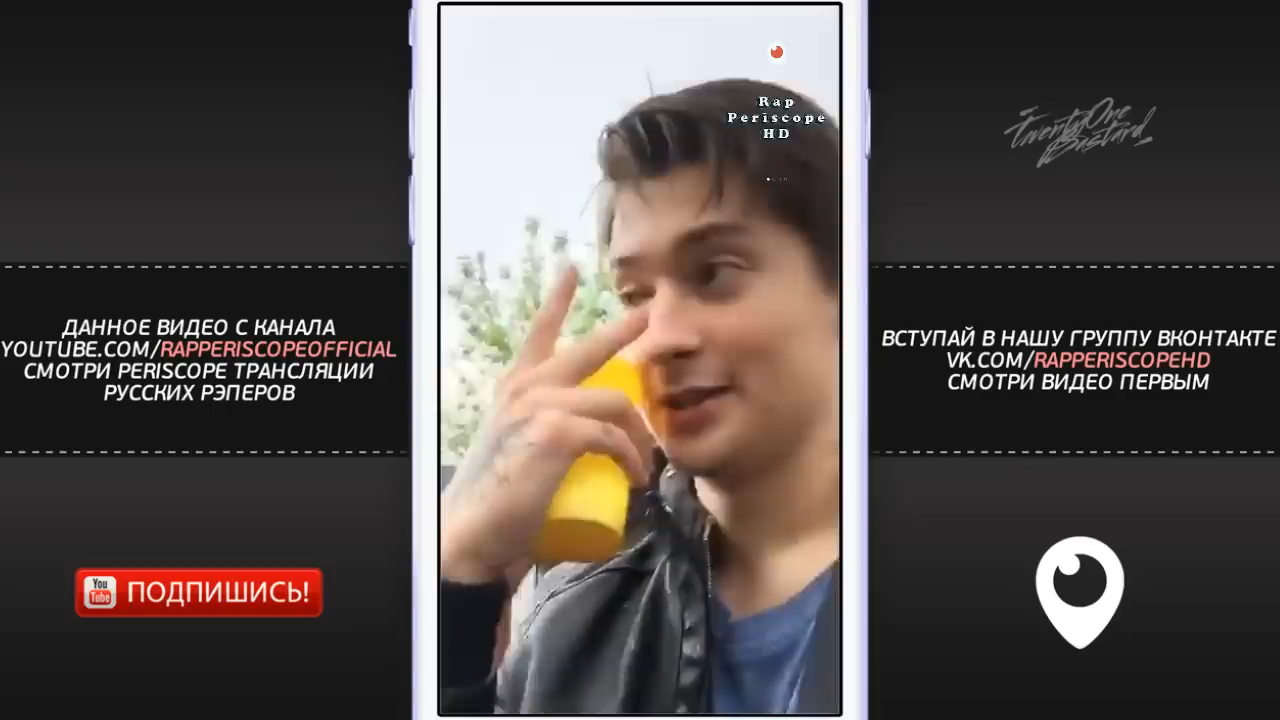 Rap
Periscope
HD
TwentyOne
Bastard
ДАННОЕ ВИДЕО С КАНАЛА
YOUTUBE.COM/RAPPERISCOPEOFFICIAL
СМОТРИ PERISCOPE ТРАНСЛЯЦИИ
РУССКИХ РЭПЕРОВ
ВСТУПАЙ В НАШУ ГРУППУ ВКОНТАКТЕ
VK.COM/RAPPERISCOPEHD
СМОТРИ ВИДЕО ПЕРВЫМ
You
Tube
ПОДПИШИСЬ!